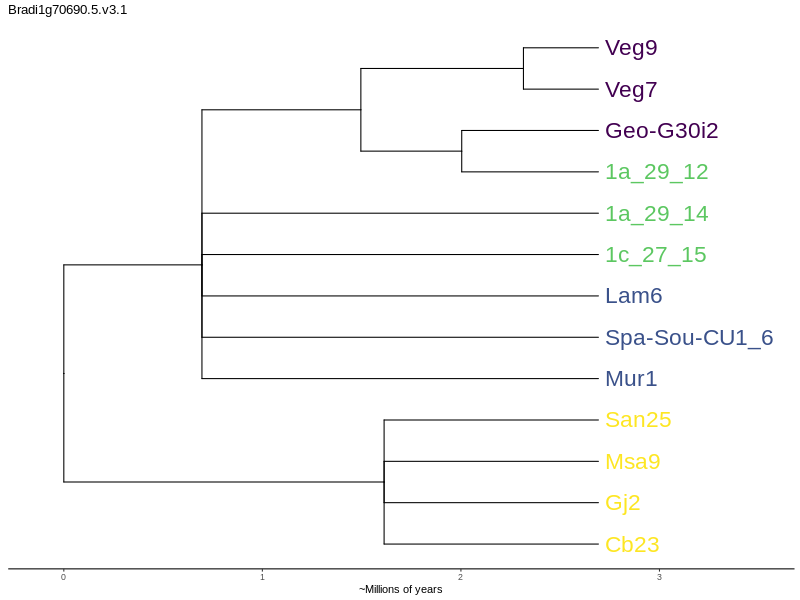 Bradi1g70690.5.v3.1
Veg9
Veg7
Geo-G30i2
1a_29_12
1a_29_14
1c_27_15
Lam6
Spa-Sou-CU1_6
Mur1
San25
Msa9
Gj2
Cb23
0 1 2 3
~Millions of years